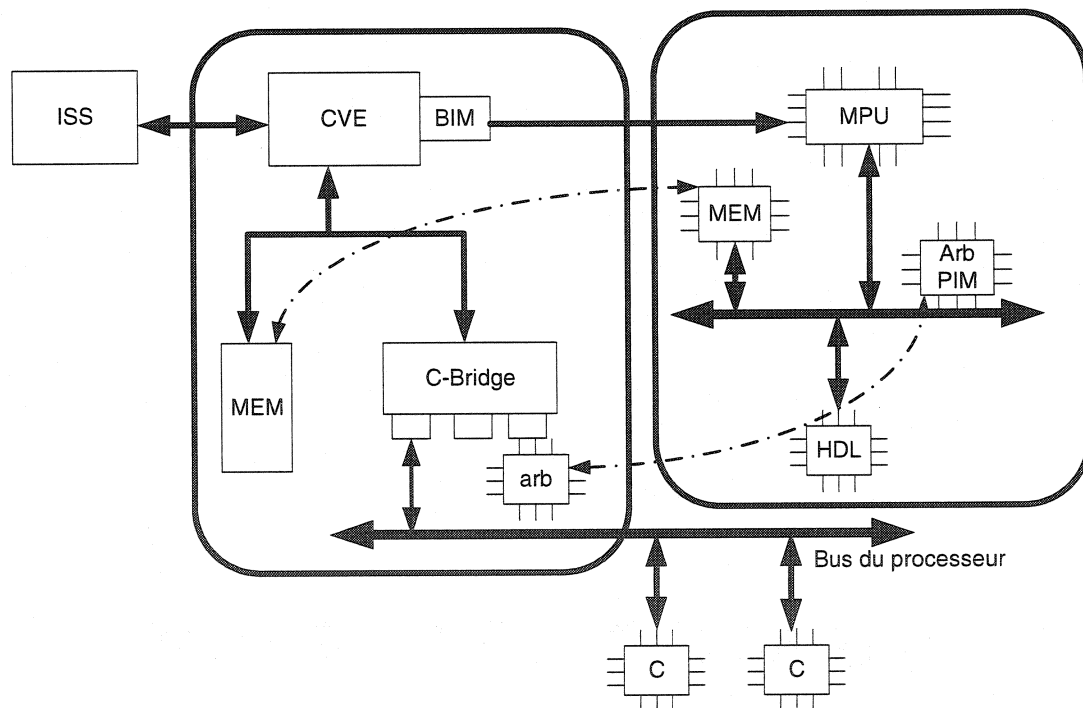 ISS
CVE
BIM
MPU
MEM
Arb
PIM
MEM
C-Bridge
arb
HDL
Bus du processeur
C
C